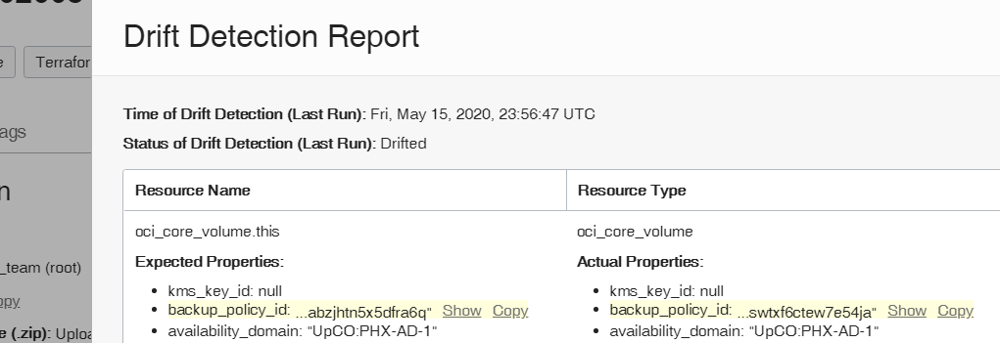 Drift Detection Report
e Terrafor
Time of Drift Detection (Last Run): Fri, May 15, 2020, 23:56:47 UTC
ags
Status of Drift Detection (Last Run): Drifted
Resource Name Resource Type
n
oci_core_volume.this oci_core_volume
_team (root)
Expected Properties: Actual Properties:
• kms_key_id: null • kms_key_id: null
opy
• backup_policy_id: ...abzjhtn5x5dfra6q" Show Copy • backup_policy_id: ...swtxf6ctew7e54ja" Show Copy
e (.zip): Uploa
• availability_domain: "UpCO:PHX-AD-1" • availability_domain: "UpCO:PHX-AD-1"